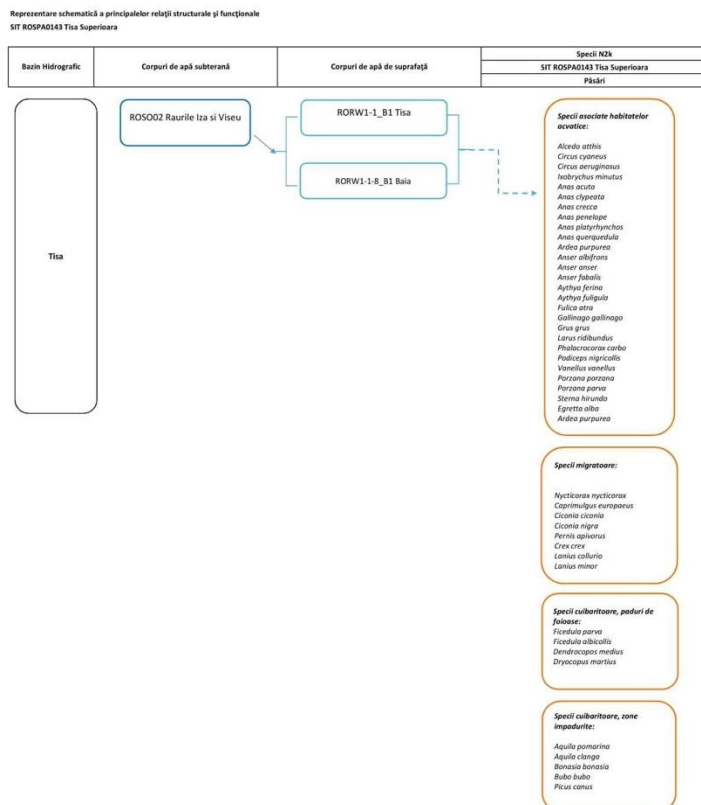 Reprezentare schematică a principalelor relații structurale și funcționale
SIT ROSPA0143 Tisa Superioara
Bazin Hidrografic
Corpuri de apă subterană
Corpuri de apă de suprafață
Specii N2k
SIT ROSPA0143 Tisa Superioara
Păsări
Tisa
ROSO02 Raurile Iza si Viseu
RORW1-1_B1 Tisa
RORW1-1-8_B1 Baia
Specii asociate habitatelor
acvatice:
Alcedo atthis
Circus cyaneus
Circus aeruginosus
Ixobrychus minutus
Anas acuta
Anas clypeata
Anas crecca
Anas penelope
Anas platyrhynchos
Anas querquedula
Ardea purpurea
Anser albifrons
Anser anser
Anser fabalis
Aythya ferina
Aythya fuligula
Fulica atra
Gallinago gallinago
Grus grus
Larus ridibundus
Phalacrocorax carbo
Podiceps nigricollis
Vanellus vanellus
Porzana porzana
Porzana parva
Sterna hirundo
Egretta alba
Ardea purpurea
Specii migratoare:
Nycticorax nycticorax
Caprimulgus europaeus
Ciconia ciconia
Ciconia nigra
Pernis apivorus
Crex crex
Lanius collurio
Lanius minor
Specii cuibaritoare, paduri de
foioase:
Ficedula parva
Ficedula albicollis
Dendrocopos medius
Dryocopus martius
Specii cuibaritoare, zone
impadurite:
Aquila pomarina
Aquila clanga
Bonasia bonasia
Bubo bubo
Picus canus